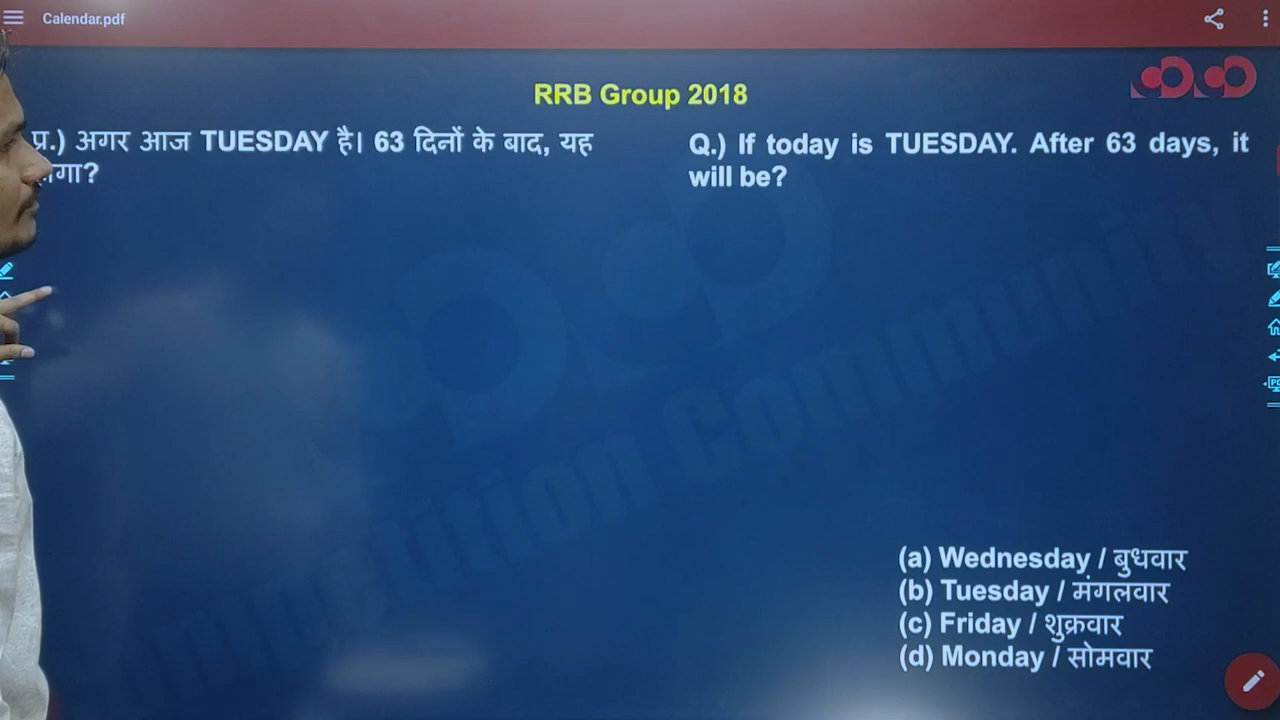 Calendar.pdf
RRB Group 2018
प्र.) अगर आज TUESDAY है। 63 दिनों के बाद, यह
Q.) If today is TUESDAY. After 63 days, it
will be?
(a) Wednesday / बुधवार
(b) Tuesday / मंगलवार
(c) Friday / शुक्रवार
(d) Monday / सोमवार